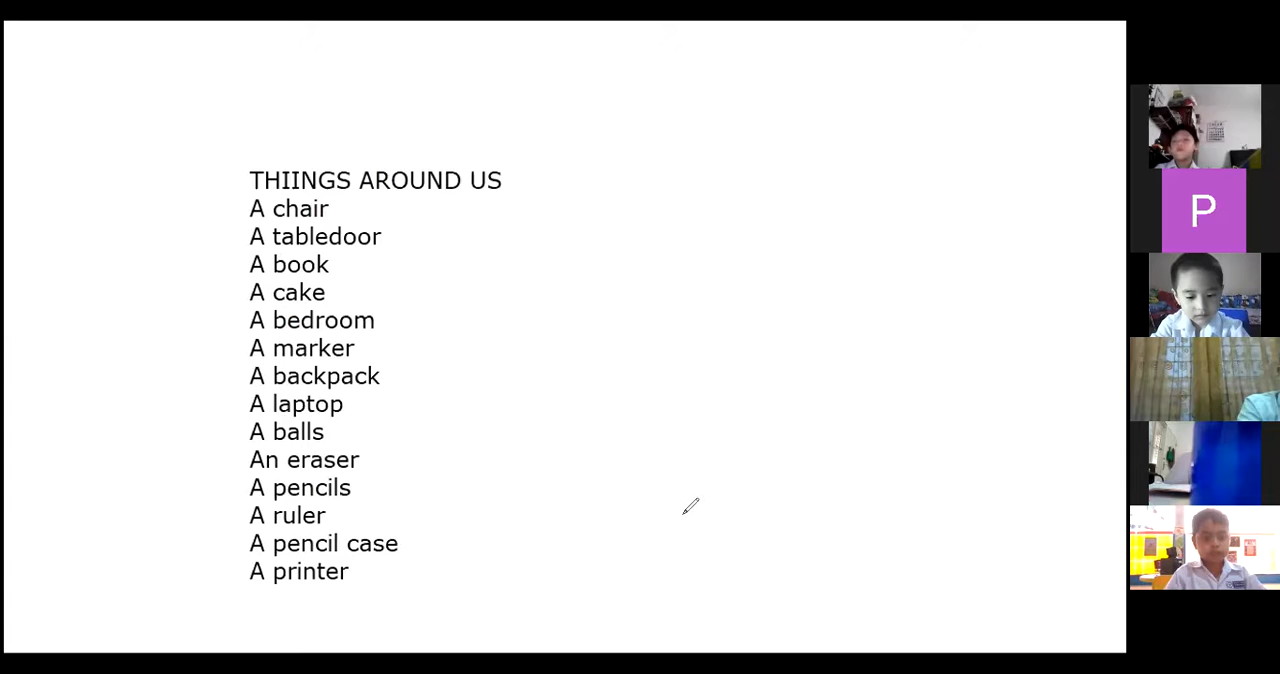 THIINGS AROUND US
A chair
A tabledoor
A book
A cake
A bedroom
A marker
A backpack
A laptop
A balls
An eraser
A pencils
A ruler
A pencil case
A printer
P